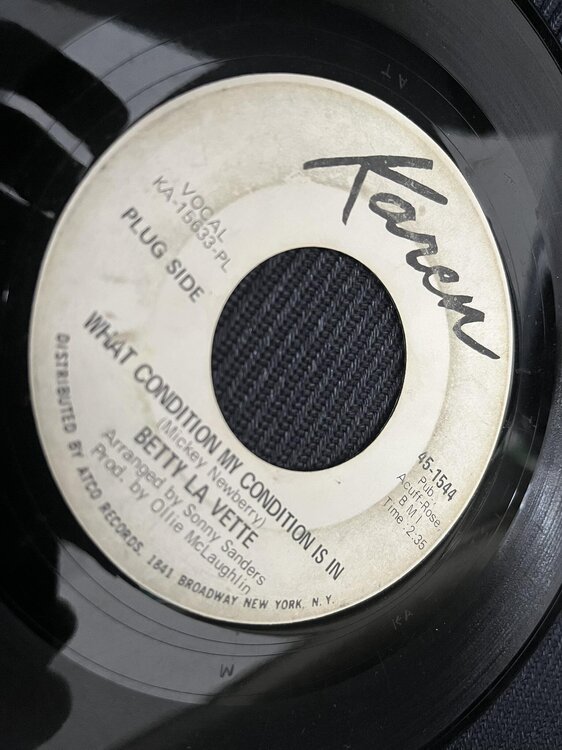 Karen
VOCAL
KA-15633-PL
PLUG SIDE
45-1544
Pub.,
Acuff-Rose,
B M I
Time: 2:35
WHAT CONDITION MY CONDITION IS IN
(Mickey Newberry)
BETTY LA VETTE
Arranged by Sonny Sanders
Prod. by Ollie McLaughlin
DISTRIBUTED BY ATCO RECORDS, 1841 BROADWAY NEW YORK, N.Y.
AT
W